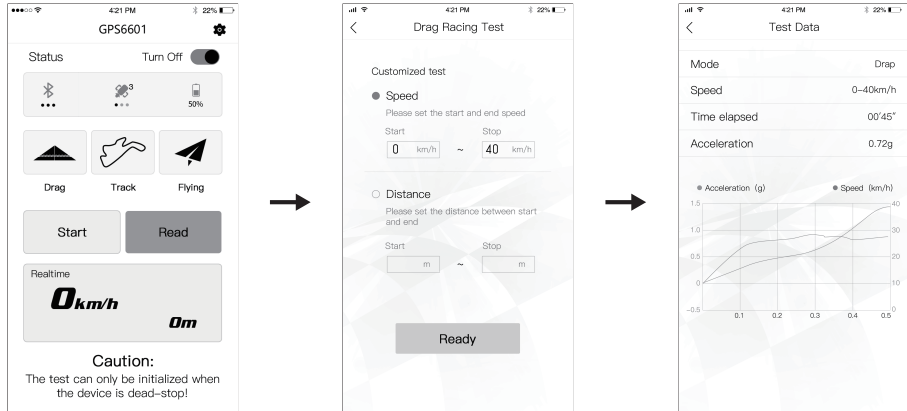 4:21 PM
22%
GPS6601
Status
Turn Off
3
50%
Drag
Track
Flying
Start
Read
Realtime
0km/h
0m
Caution:
The test can only be initialized when
the device is dead-stop!
4:21 PM
22%
Drag Racing Test
Customized test
Speed
Please set the start and end speed
Start
Stop
0 km/h ~ 40 km/h
Distance
Please set the distance between start
and end
Start
Stop
m ~ m
Ready
4:21 PM
22%
Test Data
Mode
Drap
Speed
0-40km/h
Time elapsed
00'45"
Acceleration
0.72g
Acceleration (g)
Speed (km/h)
1.5
40
1.0
30
0.5
20
0
10
-0.5
0
0.1 0.2 0.3 0.4 0.5